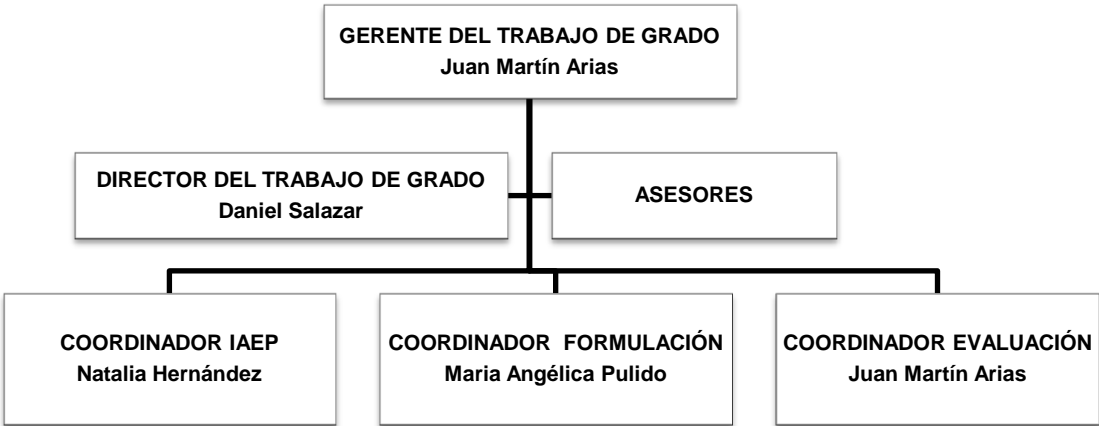 GERENTE DEL TRABAJO DE GRADO
Juan Martín Arias
DIRECTOR DEL TRABAJO DE GRADO
Daniel Salazar
ASESORES
COORDINADOR IAEP
Natalia Hernández
COORDINADOR FORMULACIÓN
Maria Angélica Pulido
COORDINADOR EVALUACIÓN
Juan Martín Arias